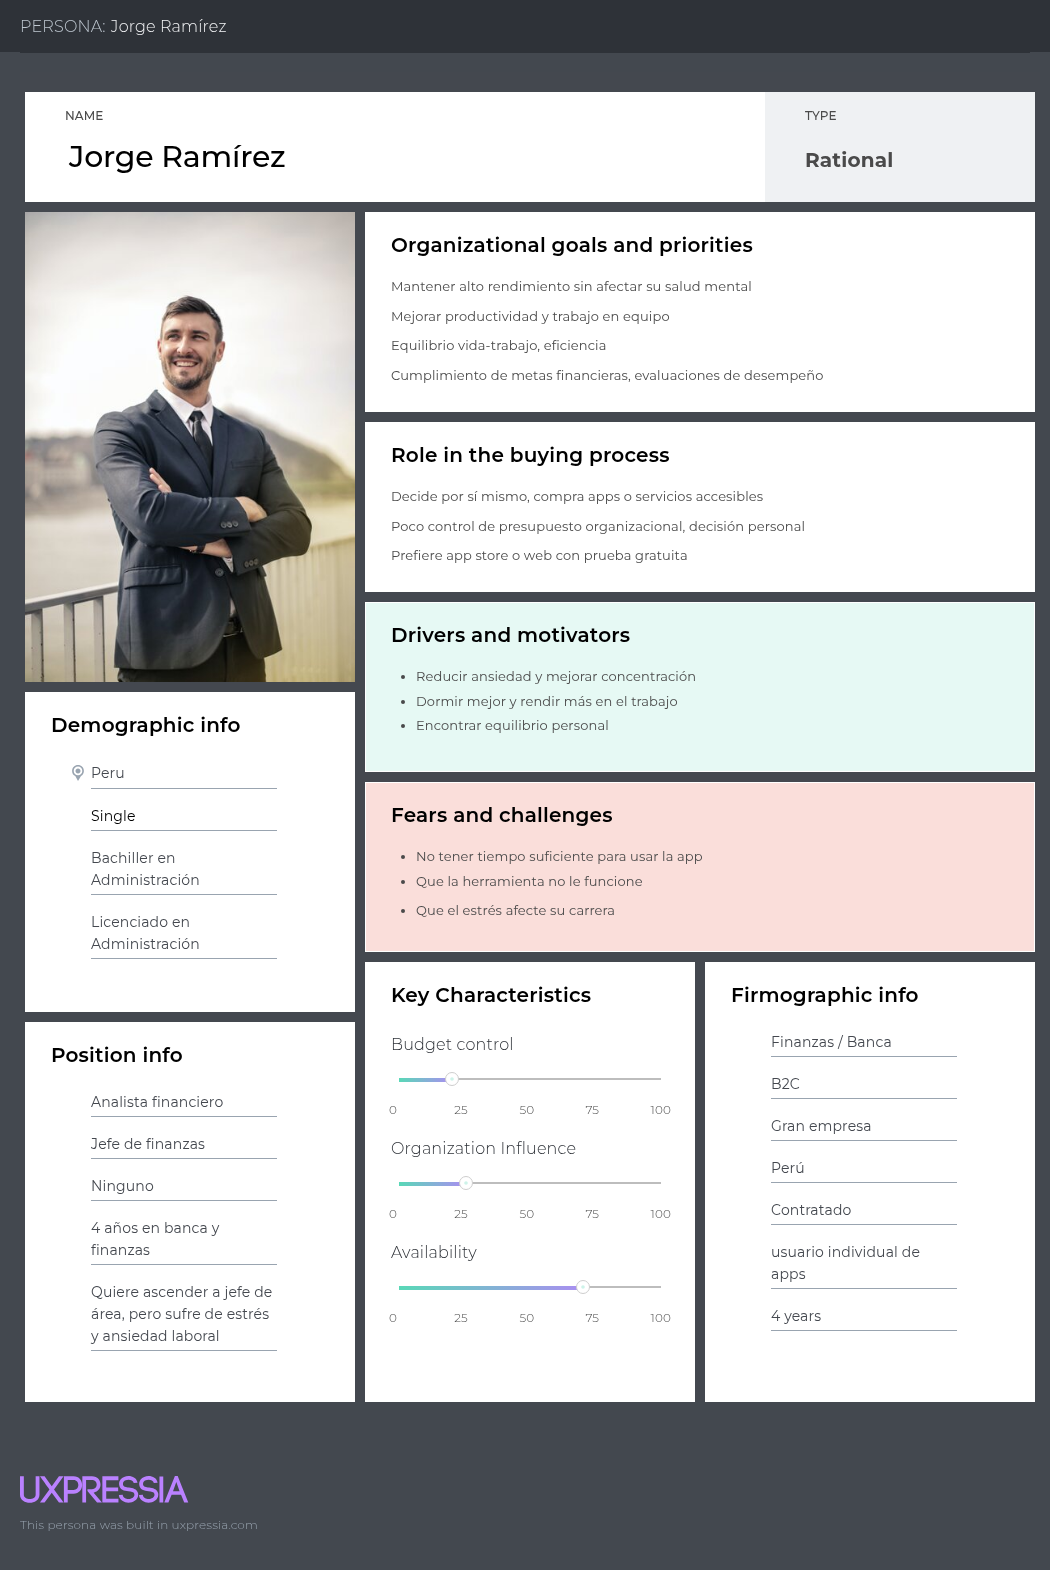 PERSONA: Jorge Ramírez
NAME
Jorge Ramírez
TYPE
Rational
Organizational goals and priorities
Mantener alto rendimiento sin afectar su salud mental
Mejorar productividad y trabajo en equipo
Equilibrio vida-trabajo, eficiencia
Cumplimiento de metas financieras, evaluaciones de desempeño
Role in the buying process
Decide por sí mismo, compra apps o servicios accesibles
Poco control de presupuesto organizacional, decisión personal
Prefiere app store o web con prueba gratuita
Drivers and motivators
• Reducir ansiedad y mejorar concentración
• Dormir mejor y rendir más en el trabajo
• Encontrar equilibrio personal
Demographic info
Peru
Single
Bachiller en
Administración
Licenciado en
Administración
Fears and challenges
• No tener tiempo suficiente para usar la app
• Que la herramienta no le funcione
• Que el estrés afecte su carrera
Position info
Analista financiero
Jefe de finanzas
Ninguno
4 años en banca y
finanzas
Quiere ascender a jefe de
área, pero sufre de estrés
y ansiedad laboral
Key Characteristics
Budget control
0 25 50 75 100
Organization Influence
0 25 50 75 100
Availability
0 25 50 75 100
Firmographic info
Finanzas / Banca
B2C
Gran empresa
Perú
Contratado
usuario individual de
apps
4 years
UXPRESSIA
This persona was built in uxpressia.com